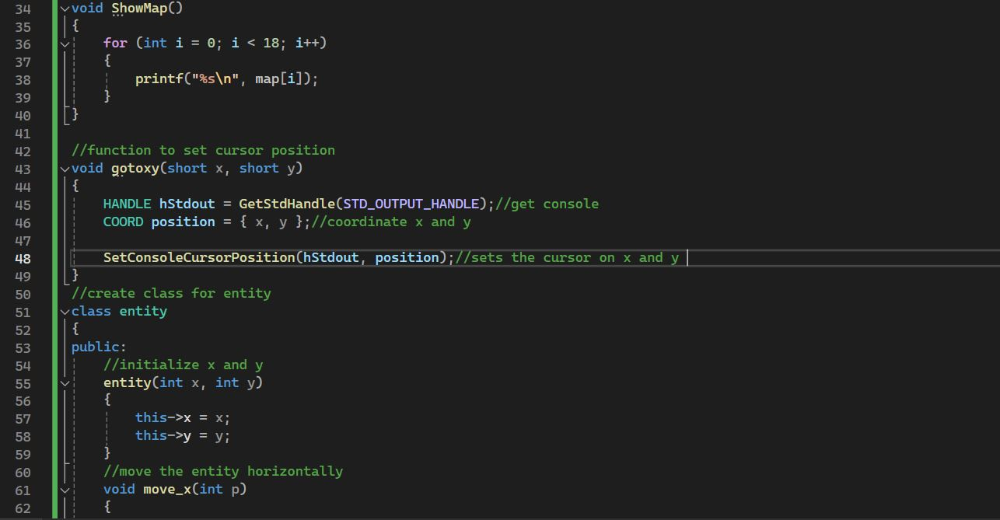 34 void ShowMap()
35 {
36 for (int i = 0; i < 18; i++)
37 {
38 printf("%s\n", map[i]);
39 }
40 }
41
42 //function to set cursor position
43 void gotoxy(short x, short y)
44 {
45 HANDLE hStdout = GetStdHandle(STD_OUTPUT_HANDLE);//get console
46 COORD position = { x, y };//coordinate x and y
47
48 SetConsoleCursorPosition(hStdout, position);//sets the cursor on x and y
49 }
50 //create class for entity
51 class entity
52 {
53 public:
54 //initialize x and y
55 entity(int x, int y)
56 {
57 this->x = x;
58 this->y = y;
59 }
60 //move the entity horizontally
61 void move_x(int p)
62 {